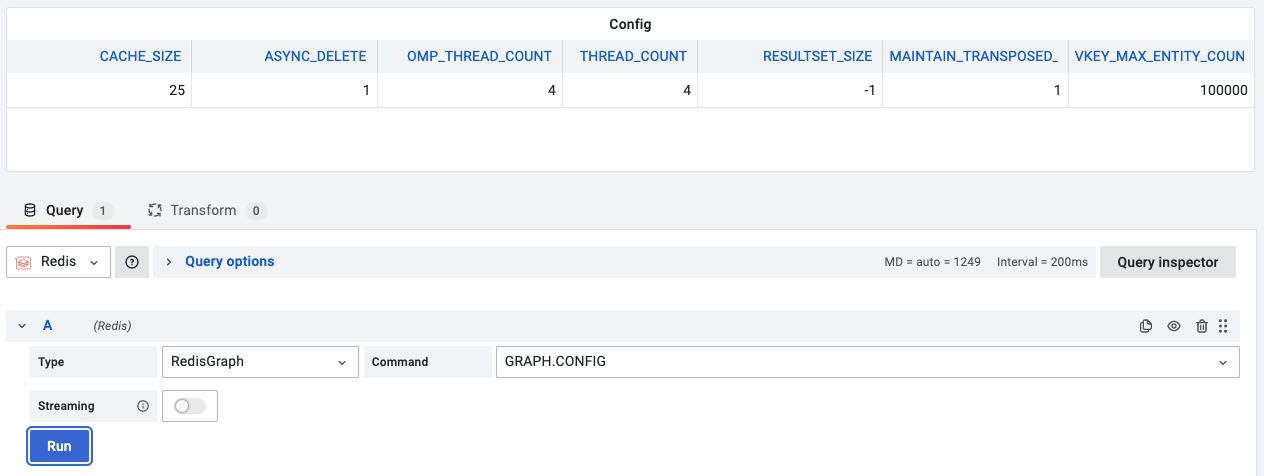 Config
CACHE_SIZE ASYNC_DELETE OMP_THREAD_COUNT THREAD_COUNT RESULTSET_SIZE MAINTAIN_TRANSPOSED_ VKEY_MAX_ENTITY_COUN
25 1 4 4 -1 1 100000
Query 1 Transform 0
Redis Query options MD = auto = 1249 Interval = 200ms Query inspector
A (Redis)
Type RedisGraph Command GRAPH.CONFIG
Streaming
Run